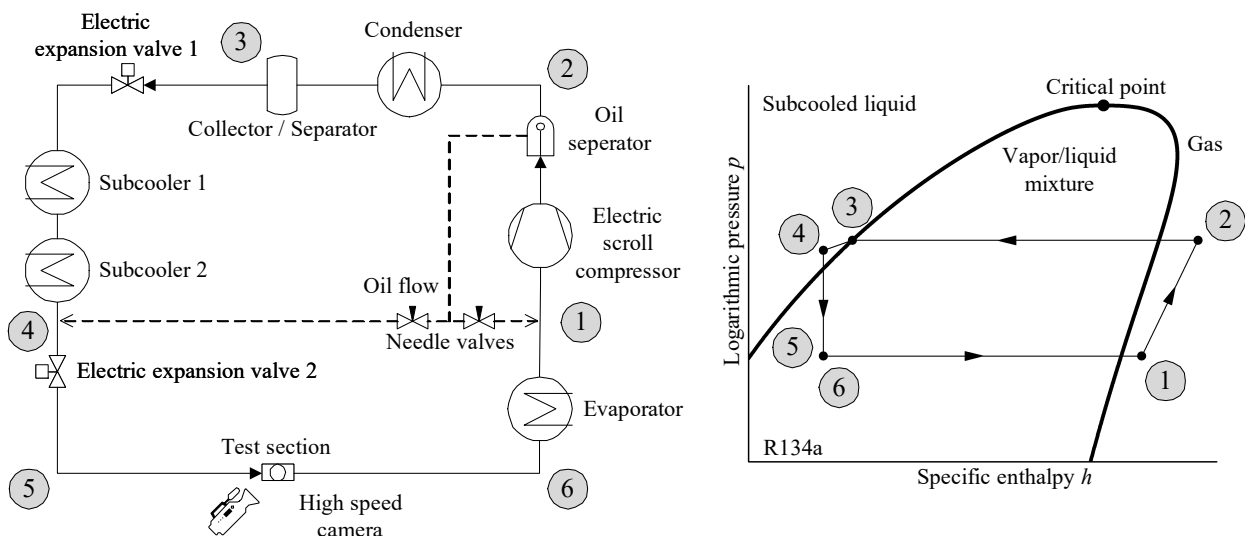 Electric
expansion valve 1
3
Condenser
2
Collector / Separator
Oil
seperator
Subcooler 1
Electric
scroll
compressor
Subcooler 2
Oil flow
4
Needle valves
1
Electric expansion valve 2
Evaporator
Test section
5
High speed
camera
6
Logarithmic pressure p
Subcooled liquid
Critical point
Gas
Vapor/liquid
mixture
3
4
2
5
6
1
R134a
Specific enthalpy h